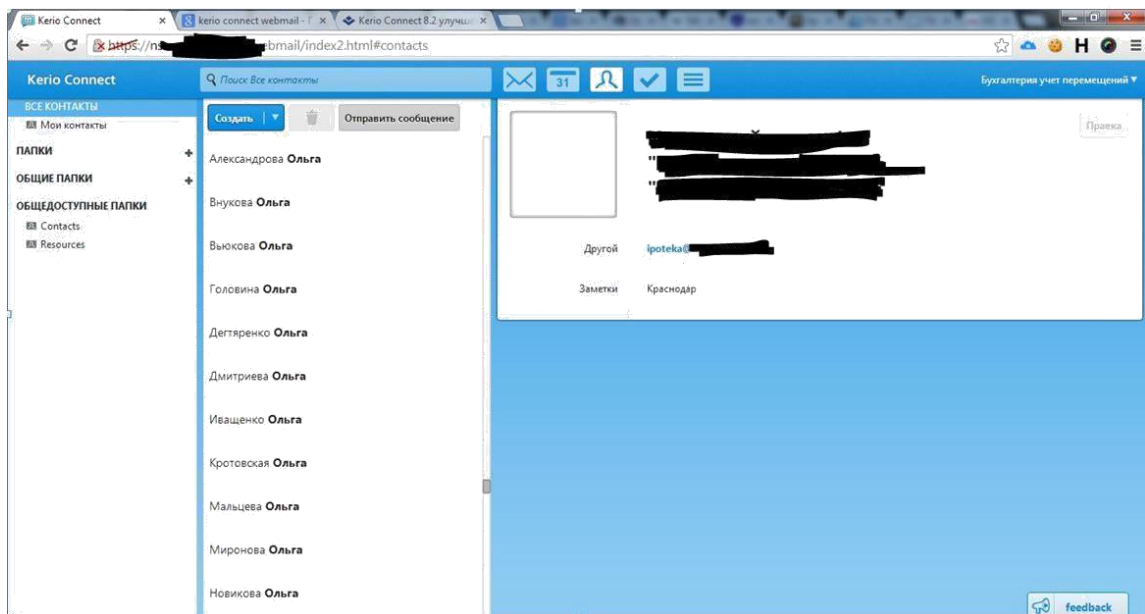 Kerio Connect
kerio connect webmail - Г
Kerio Connect 8.2 улучш
https://ns
ebmail/index2.html#contacts
Kerio Connect
Поиск Все контакты
31
Бухгалтерия учет перемещений
ВСЕ КОНТАКТЫ
Мои контакты
ПАПКИ
ОБЩИЕ ПАПКИ
ОБЩЕДОСТУПНЫЕ ПАПКИ
Contacts
Resources
Создать
Отправить сообщение
Александрова Ольга
Внукова Ольга
Вьюкова Ольга
Головина Ольга
Дегтяренко Ольга
Дмитриева Ольга
Иващенко Ольга
Кротовская Ольга
Мальцева Ольга
Миронова Ольга
Новикова Ольга
Правка
Другой ipoteka@
Заметки Краснодар
feedback